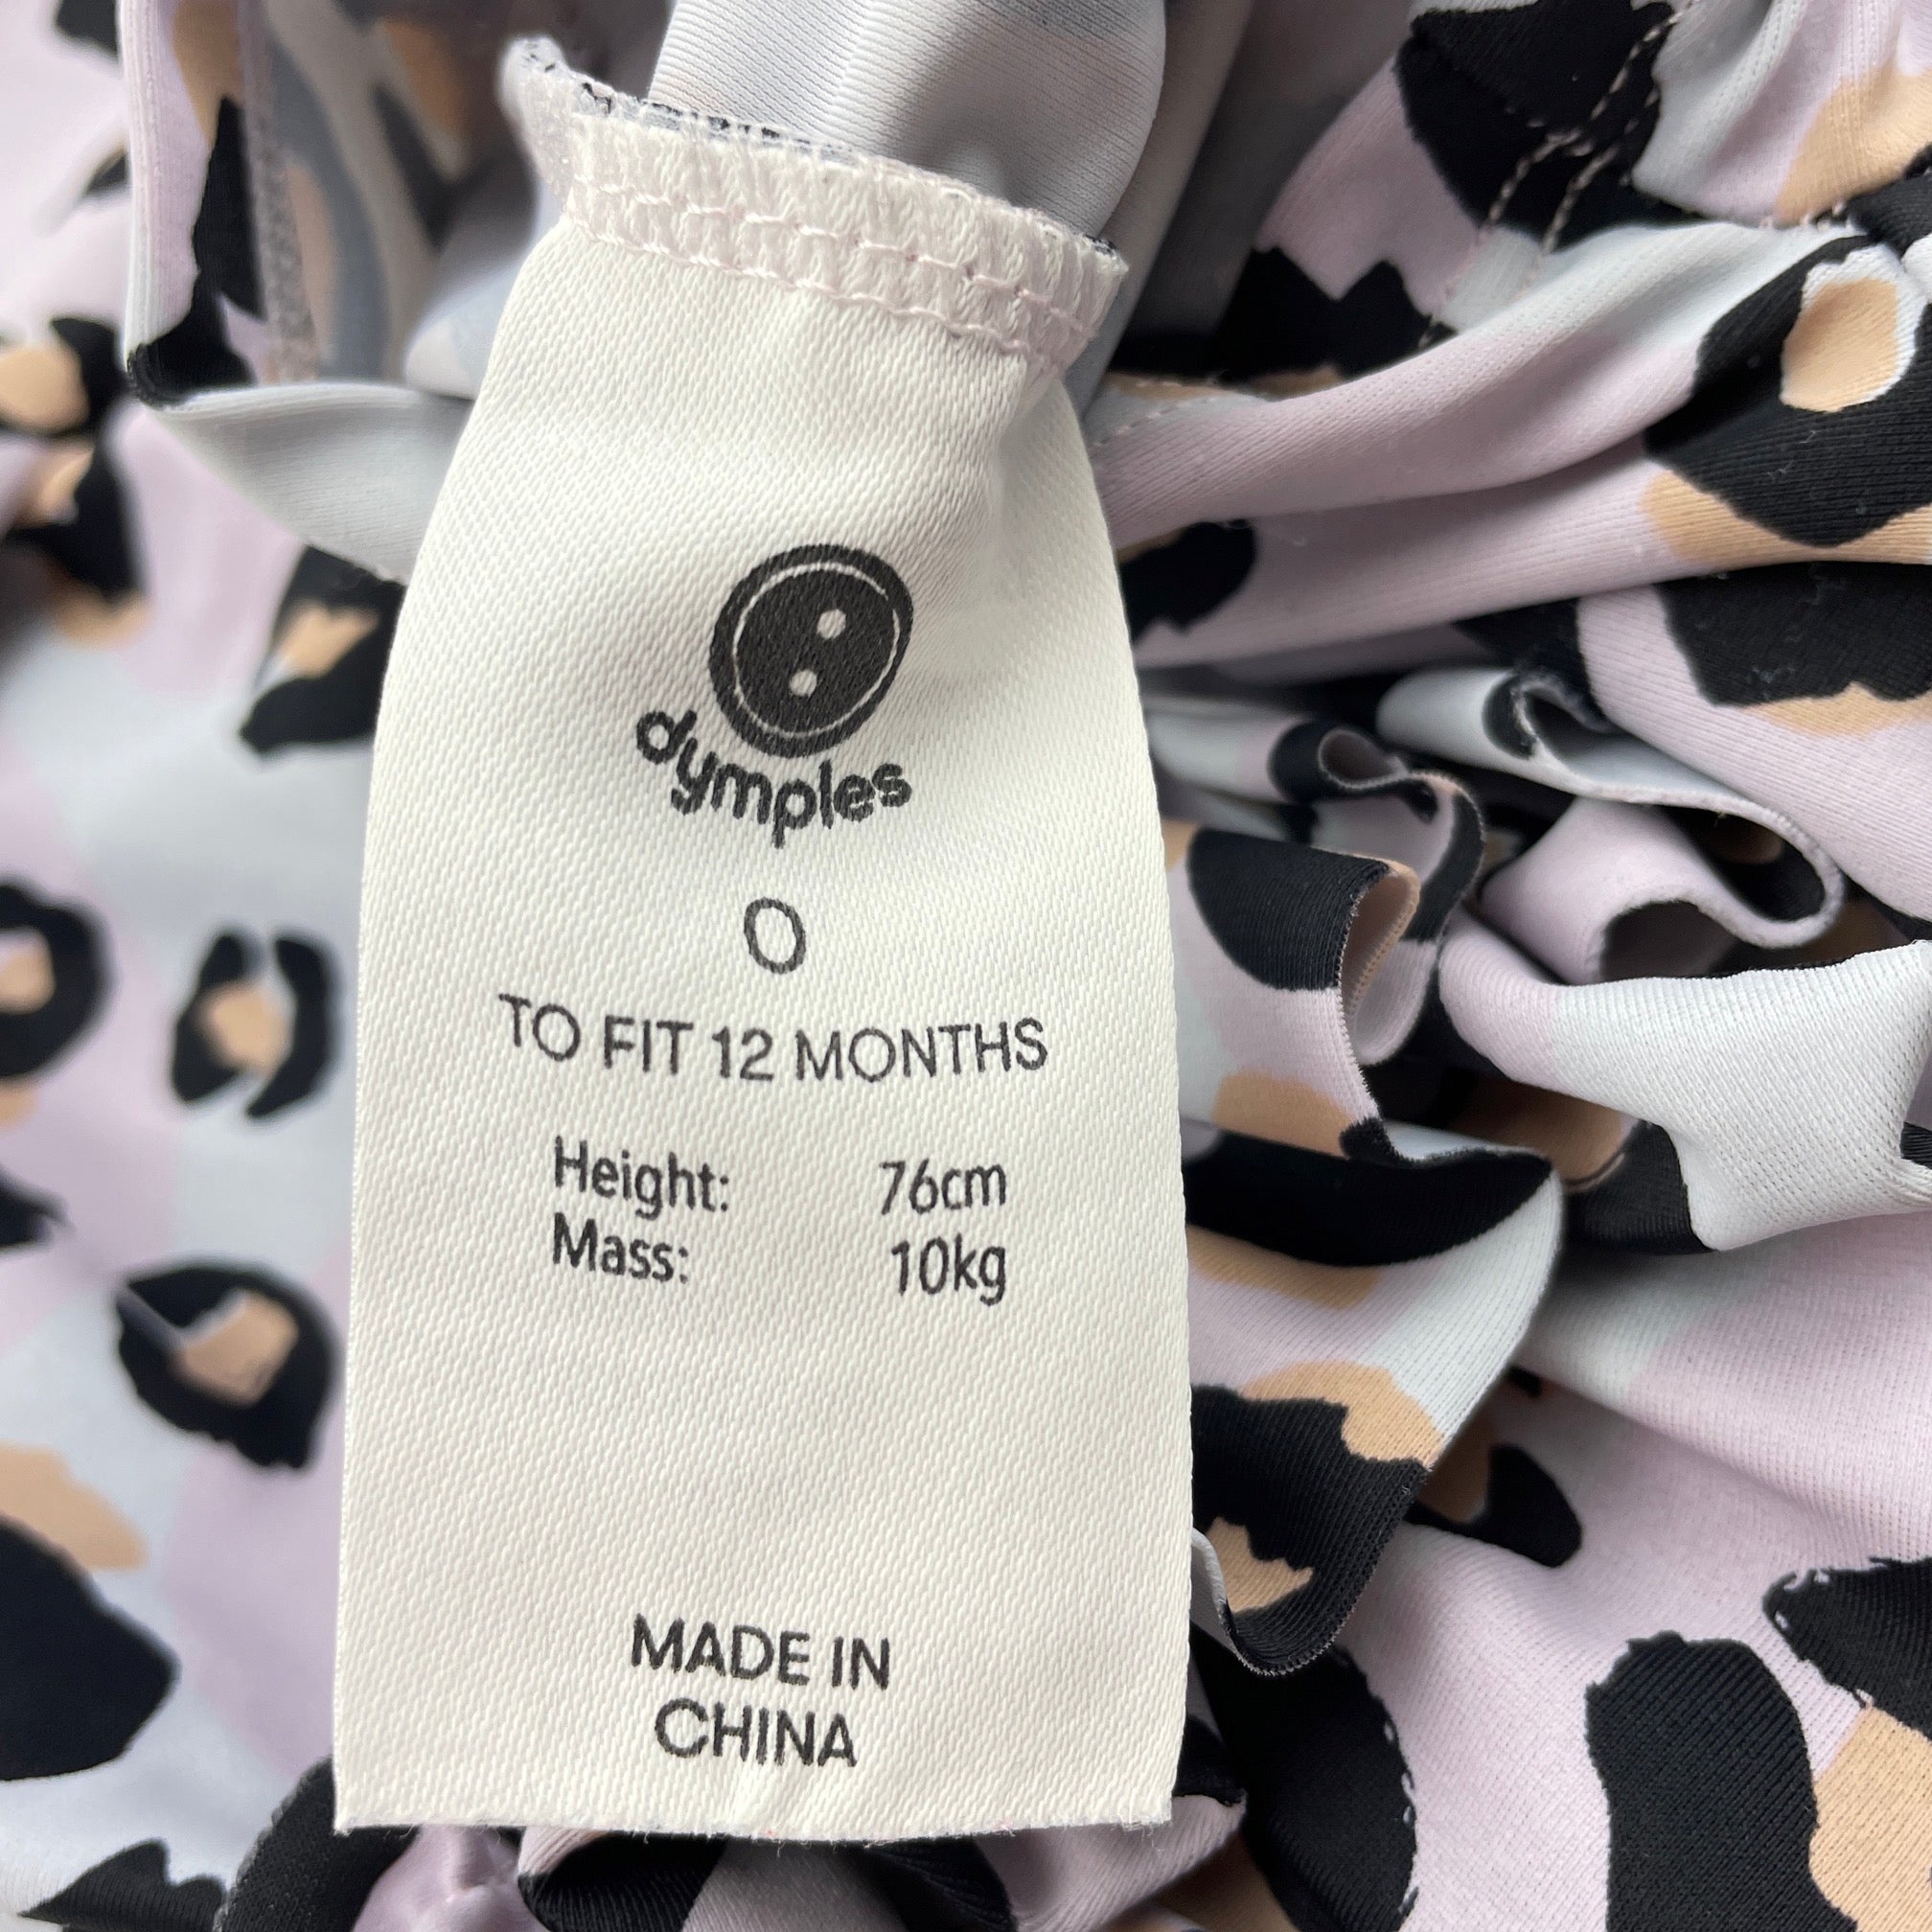 dymples
0
TO FIT 12 MONTHS
Height: 76cm
Mass: 10kg
MADE IN
CHINA